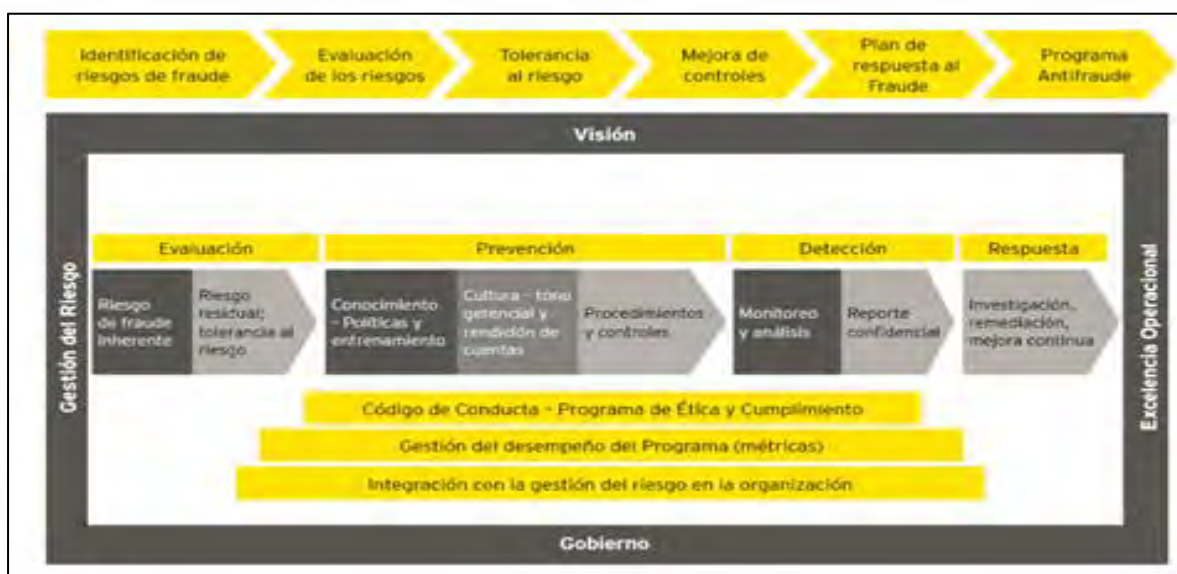 Identificación de
riesgos de fraude
Evaluación
de los riesgos
Tolerancia
al riesgo
Mejora de
controles
Plan de
respuesta al
Fraude
Programa
Antifraude
Visión
Gestión del Riesgo
Evaluación
Prevención
Detección
Respuesta
Riesgo
de fraude
inherente
Riesgo
residual;
tolerancia al
riesgo
Conocimiento
- Políticas y
entrenamiento
Cultura - tono
gerencial y
rendición de
cuentas
Procedimientos
y controles
Monitoreo
y análisis
Reporte
confidencial
Investigación,
remediación,
mejora continua
Excelencia Operacional
Código de Conducta - Programa de Ética y Cumplimiento
Gestión del desempeño del Programa (métricas)
Integración con la gestión del riesgo en la organización
Gobierno